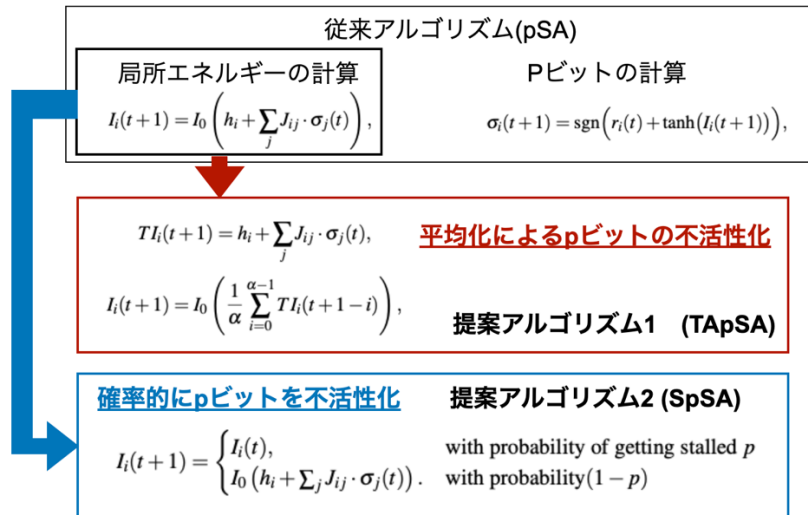 従来アルゴリズム(pSA)
局所エネルギーの計算
Pビットの計算
I_i(t+1) = I_0 ( h_i + ∑_j J_{ij} · σ_j(t) ),
σ_i(t+1) = sgn( r_i(t) + tanh(I_i(t+1)) ),
TI_i(t+1) = h_i + ∑_j J_{ij} · σ_j(t),
平均化によるpビットの不活性化
I_i(t+1) = I_0 ( 1/α ∑_{i=0}^{α−1} TI_i(t+1−i) ),
提案アルゴリズム1 (TApSA)
確率的にpビットを不活性化
提案アルゴリズム2 (SpSA)
I_i(t+1) = { I_i(t), with probability of getting stalled p
I_0 ( h_i + ∑_j J_{ij} · σ_j(t) ). with probability(1 − p)